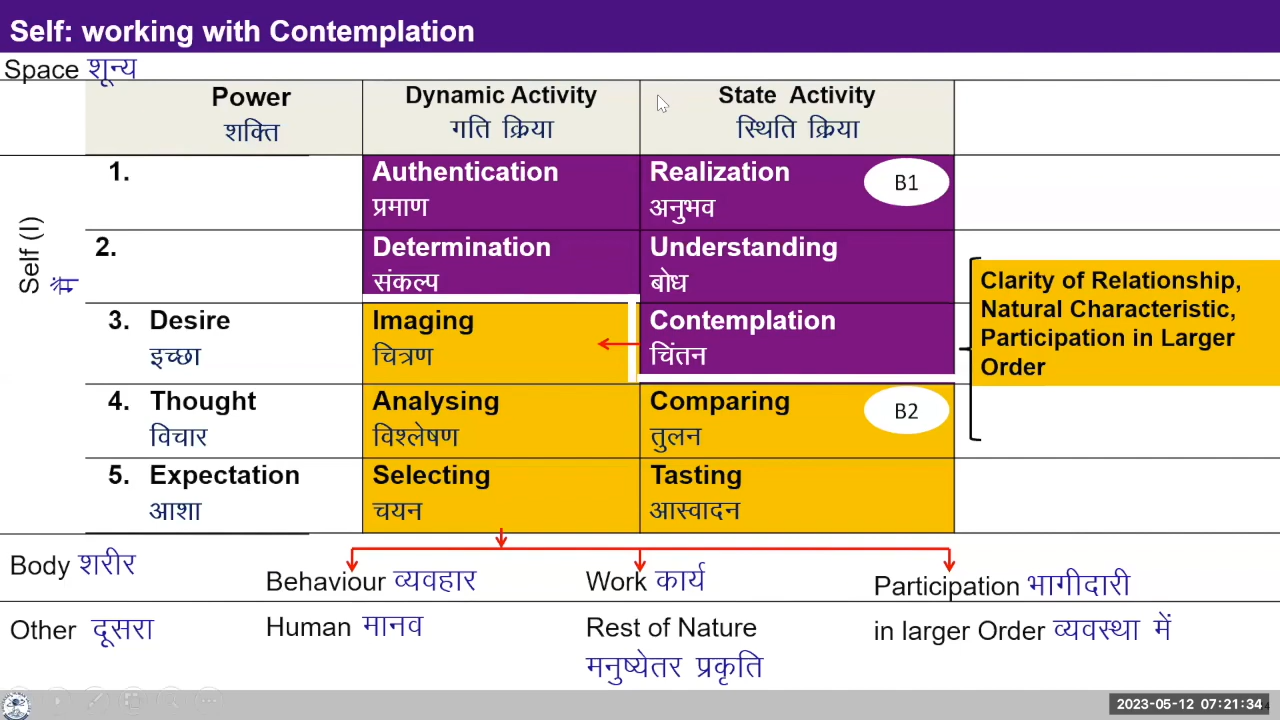 Self: working with Contemplation
Space शून्य
Power
शक्ति
Dynamic Activity
गति क्रिया
State Activity
स्थिति क्रिया
Self (I)
मैं
1.
Authentication
प्रमाण
Realization
अनुभव
B1
2.
Determination
संकल्प
Understanding
बोध
3. Desire
इच्छा
Imaging
चित्रण
Contemplation
चिंतन
Clarity of Relationship,
Natural Characteristic,
Participation in Larger
Order
4. Thought
विचार
Analysing
विश्लेषण
Comparing
तुलन
B2
5. Expectation
आशा
Selecting
चयन
Tasting
आस्वादन
Body शरीर
Behaviour व्यवहार
Work कार्य
Participation भागीदारी
Other दूसरा
Human मानव
Rest of Nature
मनुष्येतर प्रकृति
in larger Order व्यवस्था में
2023-05-12 07:21:34